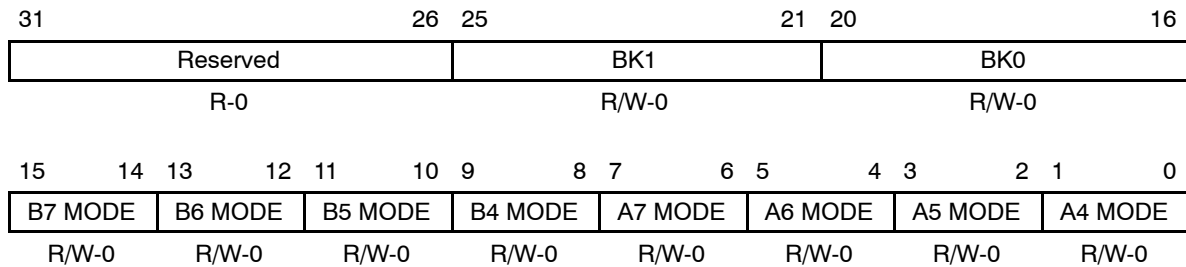 31 26 25 21 20 16
Reserved BK1 BK0
R-0 R/W-0 R/W-0
15 14 13 12 11 10 9 8 7 6 5 4 3 2 1 0
B7 MODE B6 MODE B5 MODE B4 MODE A7 MODE A6 MODE A5 MODE A4 MODE
R/W-0 R/W-0 R/W-0 R/W-0 R/W-0 R/W-0 R/W-0 R/W-0